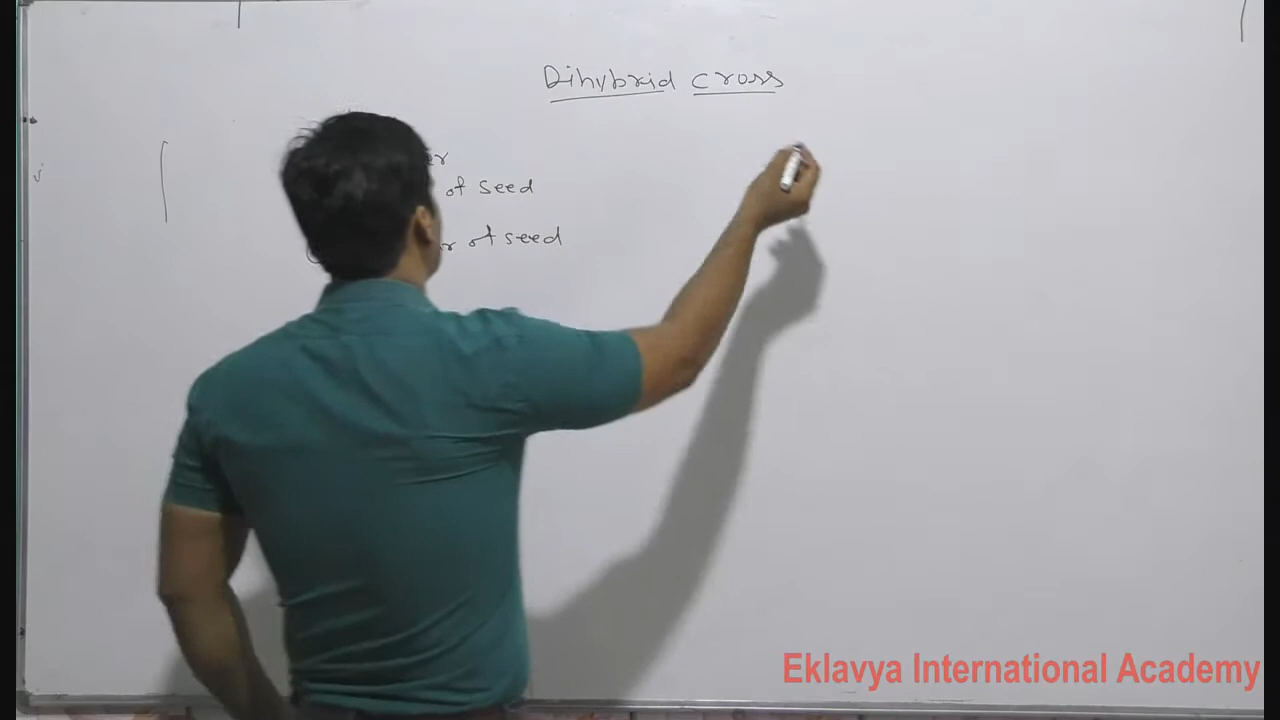 Dihybrid cross
of seed
of seed
Eklavya International Academy